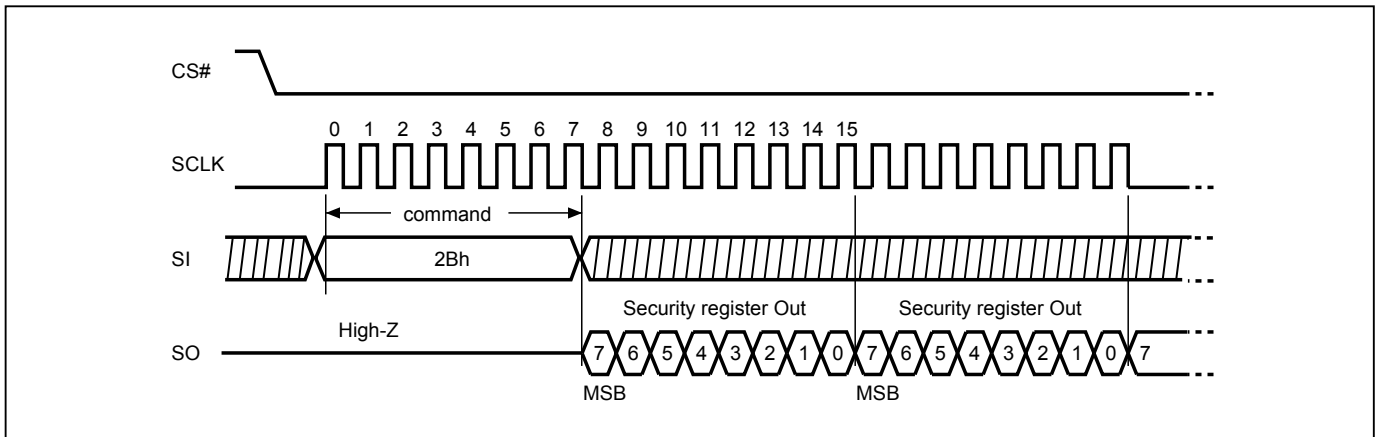 CS#
0 1 2 3 4 5 6 7 8 9 10 11 12 13 14 15
SCLK
command
SI
2Bh
Security register Out Security register Out
High-Z
SO
7 6 5 4 3 2 1 0 7 6 5 4 3 2 1 0 7
MSB MSB